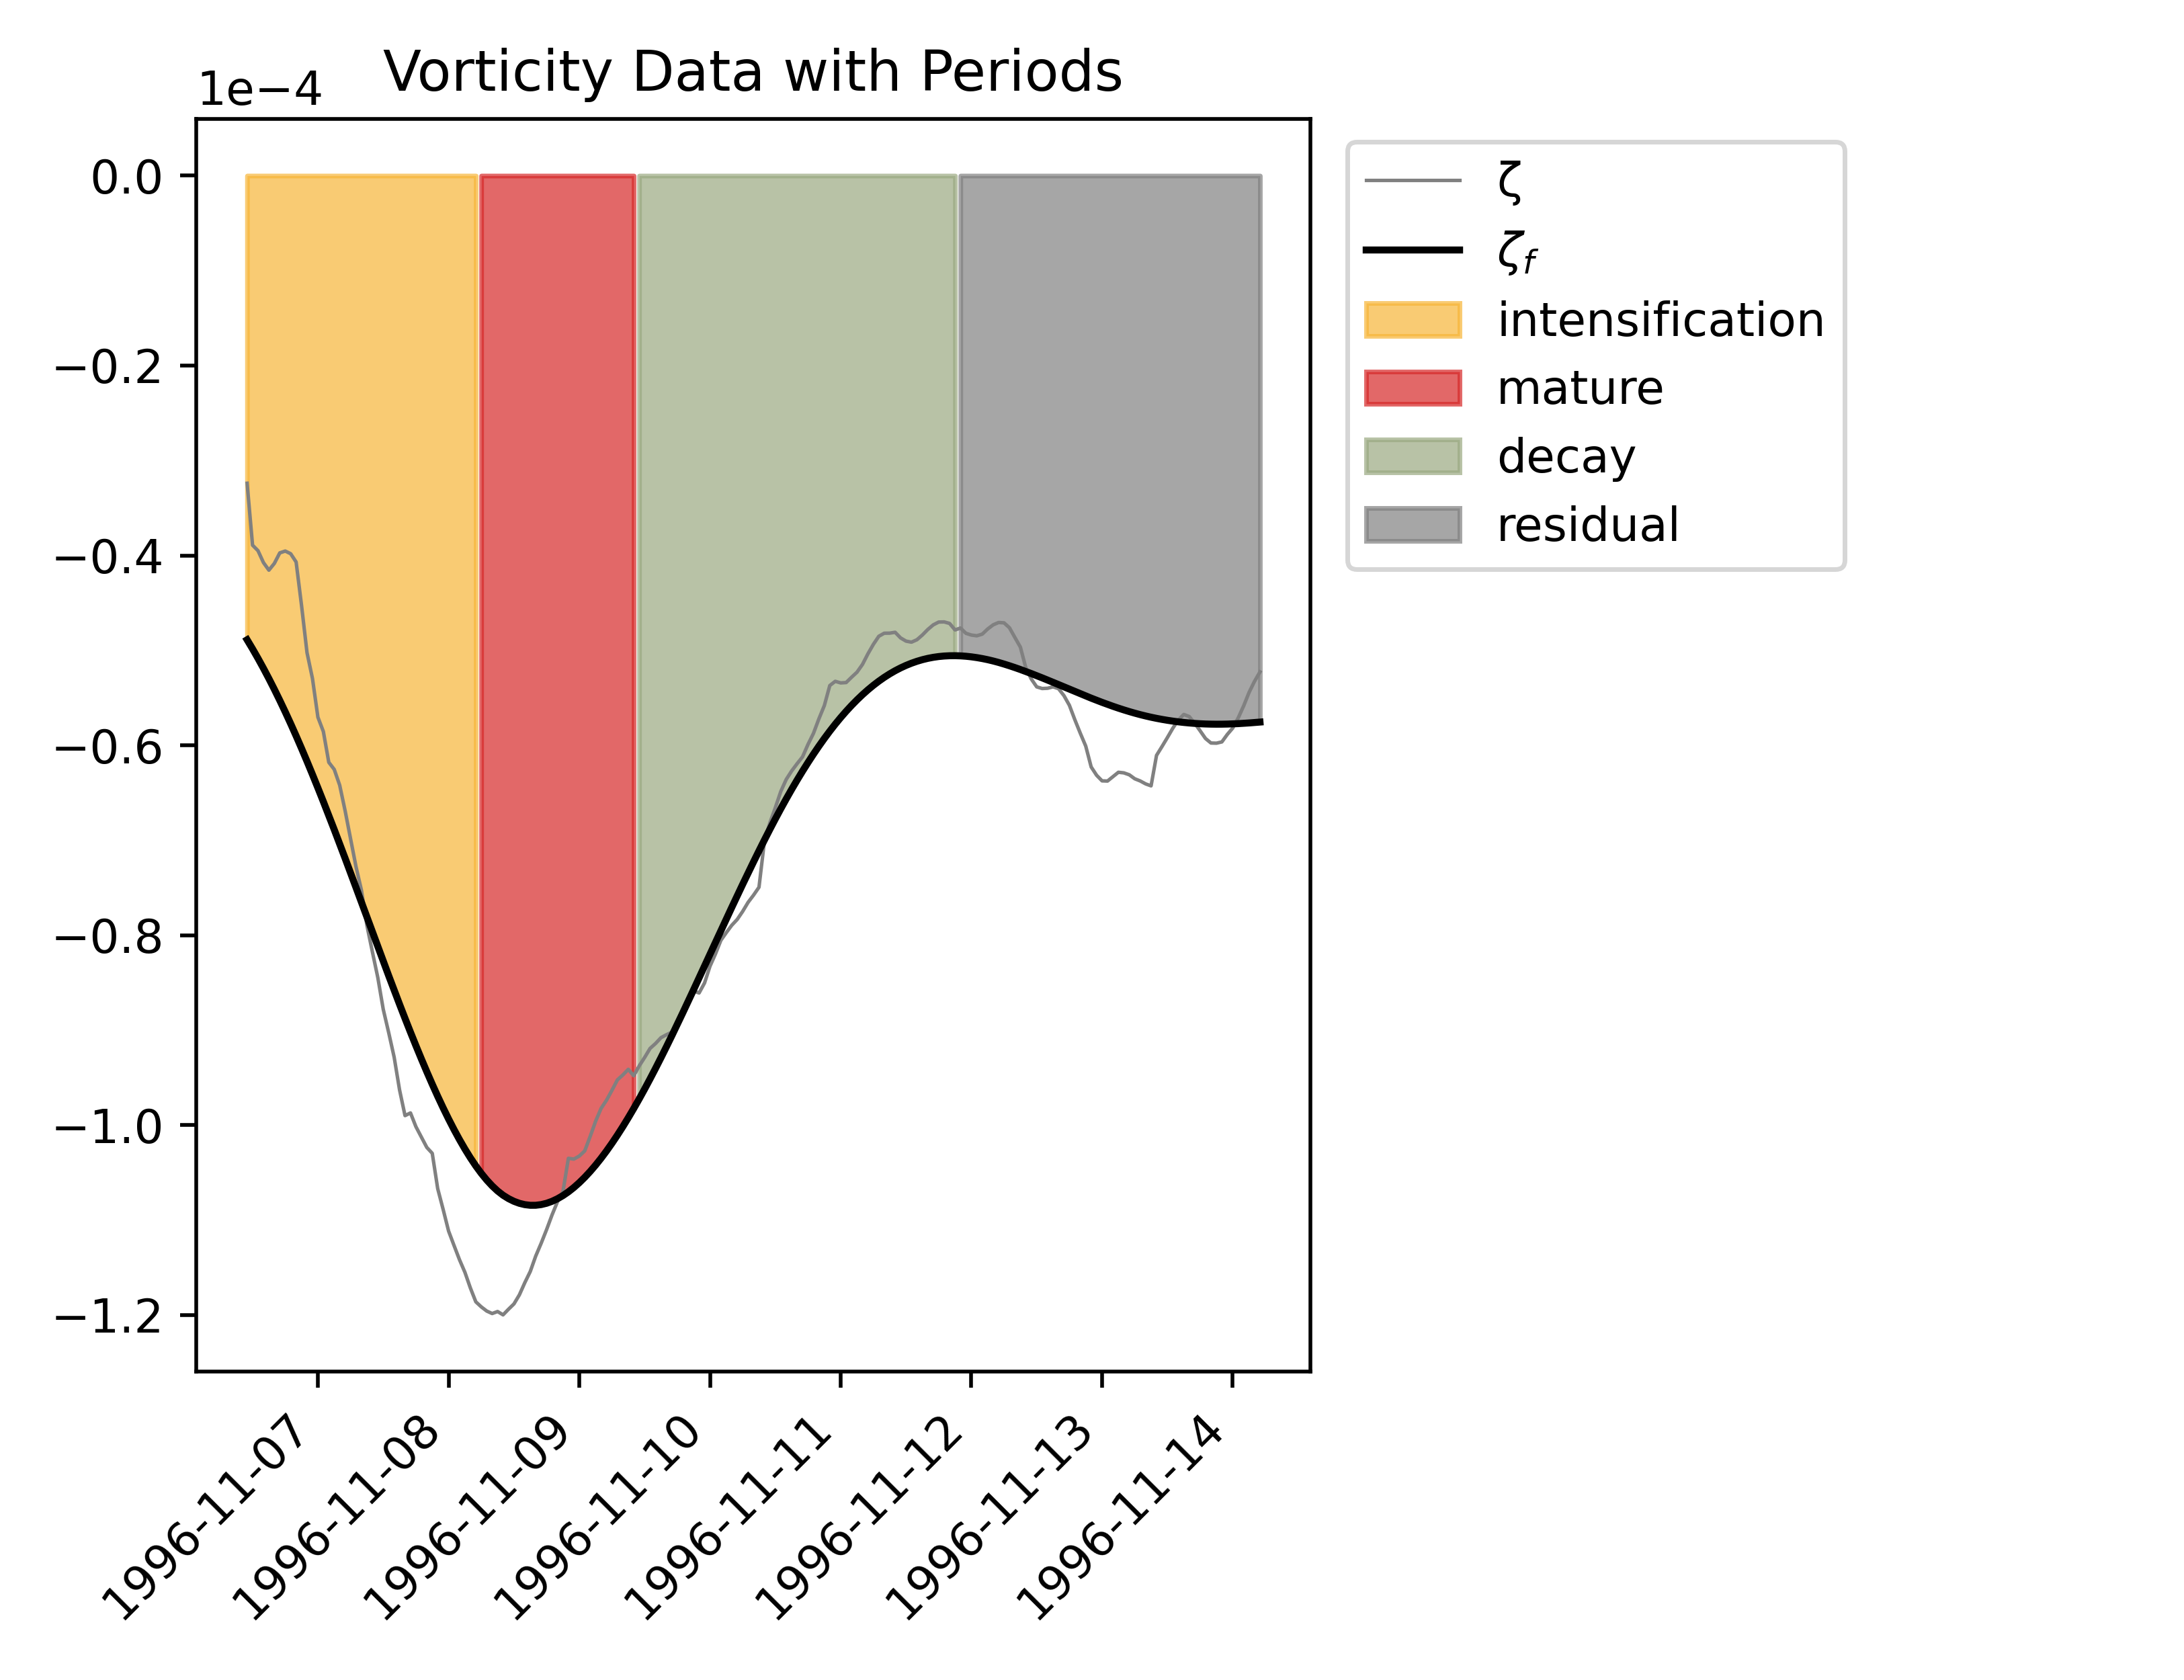 Vorticity Data with Periods
1e−4
0.0
−0.2
−0.4
−0.6
−0.8
−1.0
−1.2
1996-11-07
1996-11-08
1996-11-09
1996-11-10
1996-11-11
1996-11-12
1996-11-13
1996-11-14
ζ
ζf
intensification
mature
decay
residual